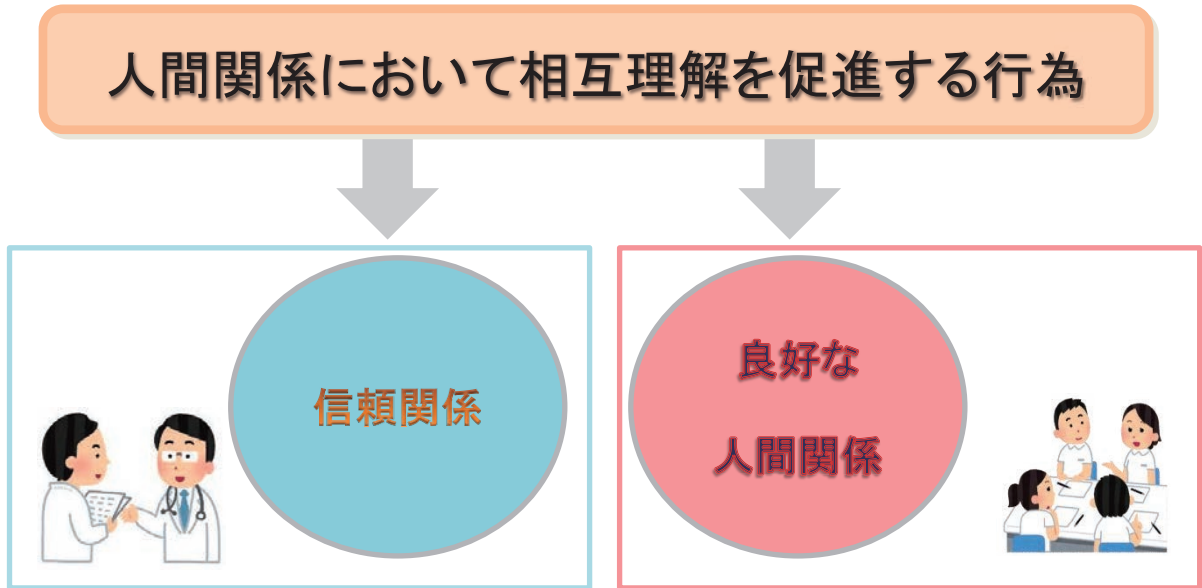 人間関係において相互理解を促進する行為
信頼関係
良好な
人間関係